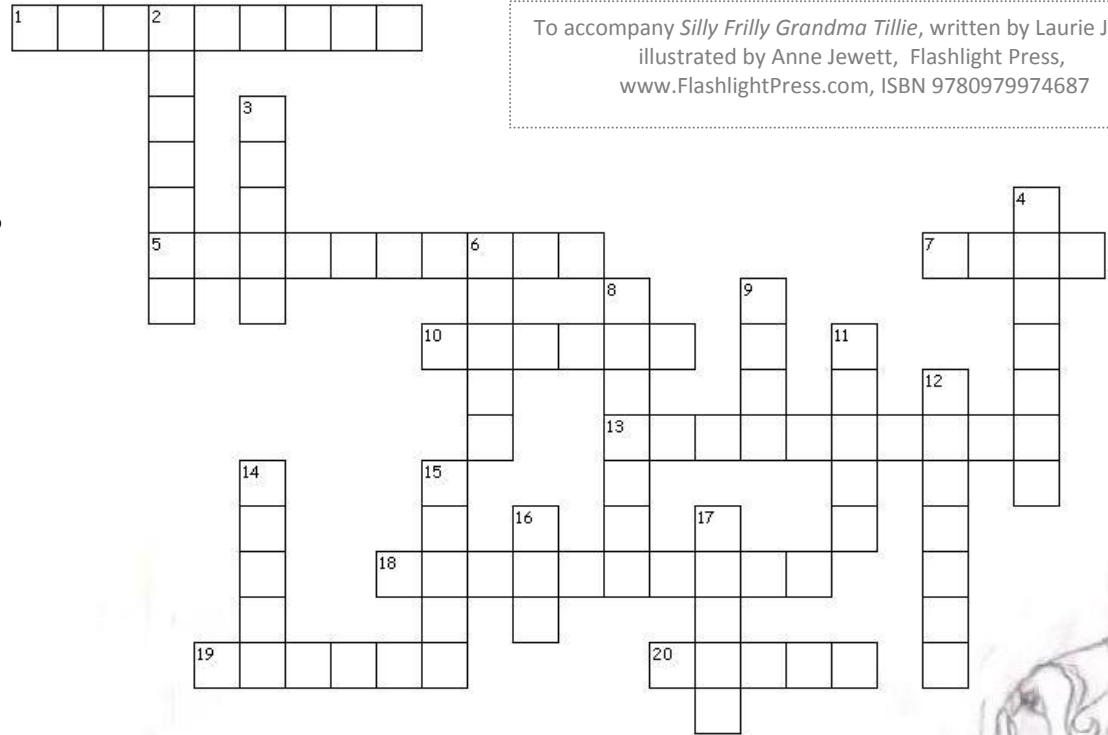 To accompany Silly Frilly Grandma Tillie, written by Laurie J
illustrated by Anne Jewett, Flashlight Press,
www.FlashlightPress.com, ISBN 9780979974687
1 2
3
4
5 6 7
8 9
10 11
12
13
14 15
16 17
18
19 20